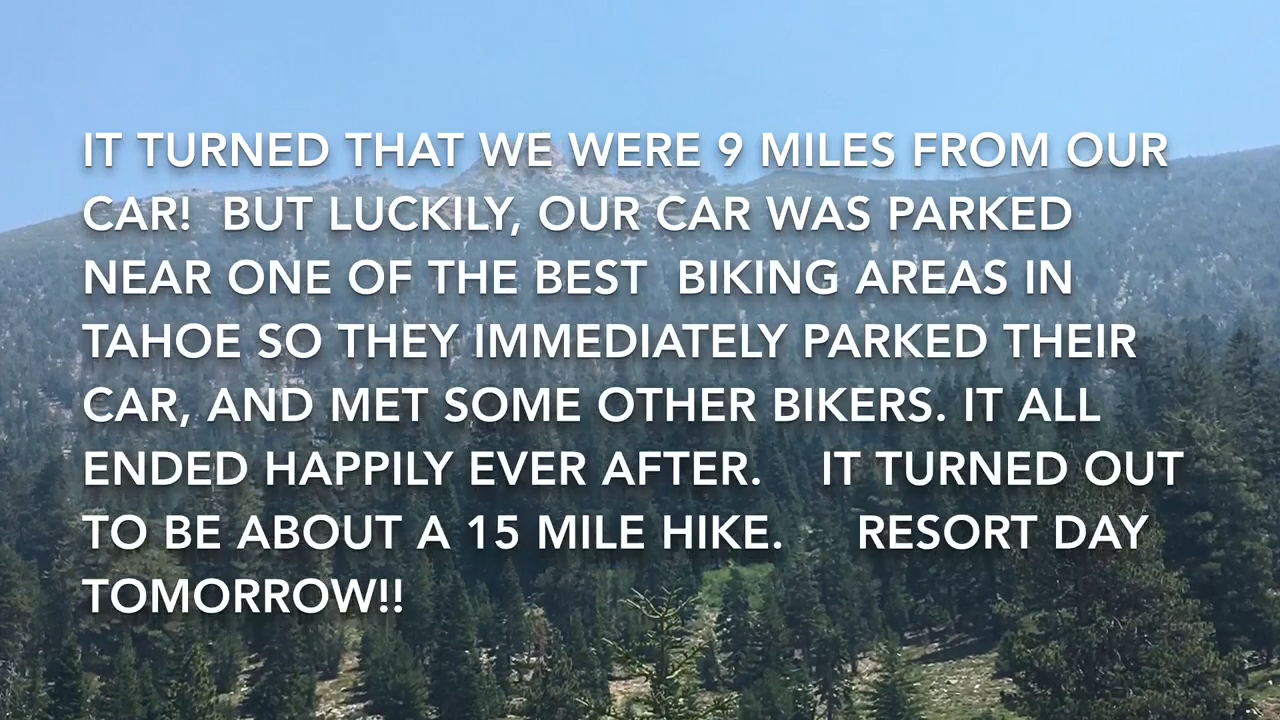 IT TURNED THAT WE WERE 9 MILES FROM OUR
CAR!  BUT LUCKILY, OUR CAR WAS PARKED
NEAR ONE OF THE BEST  BIKING AREAS IN
TAHOE SO THEY IMMEDIATELY PARKED THEIR
CAR, AND MET SOME OTHER BIKERS. IT ALL
ENDED HAPPILY EVER AFTER.    IT TURNED OUT
TO BE ABOUT A 15 MILE HIKE.     RESORT DAY
TOMORROW!!